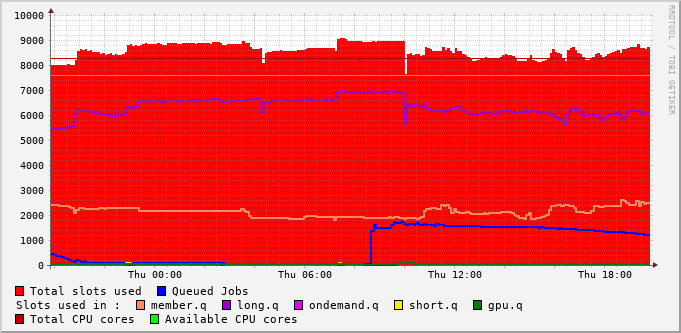 10000
9000
8000
7000
6000
5000
4000
3000
2000
1000
0
Thu 00:00 Thu 06:00 Thu 12:00 Thu 18:00
Total slots used Queued Jobs
Slots used in : member.q long.q ondemand.q short.q gpu.q
Total CPU cores Available CPU cores
RRDTOOL / TOBI OETIKER